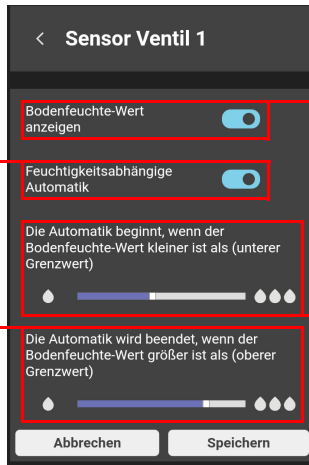 Sensor Ventil 1
Bodenfeuchte-Wert
anzeigen
Feuchtigkeitsabhängige
Automatik
Die Automatik beginnt, wenn der
Bodenfeuchte-Wert kleiner ist als (unterer
Grenzwert)
Die Automatik wird beendet, wenn der
Bodenfeuchte-Wert größer ist als (oberer
Grenzwert)
Abbrechen Speichern